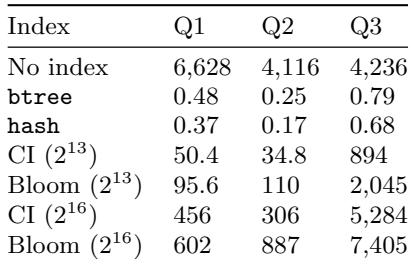 Index Q1 Q2 Q3
No index 6,628 4,116 4,236
btree 0.48 0.25 0.79
hash 0.37 0.17 0.68
CI (2^13) 50.4 34.8 894
Bloom (2^13) 95.6 110 2,045
CI (2^16) 456 306 5,284
Bloom (2^16) 602 887 7,405